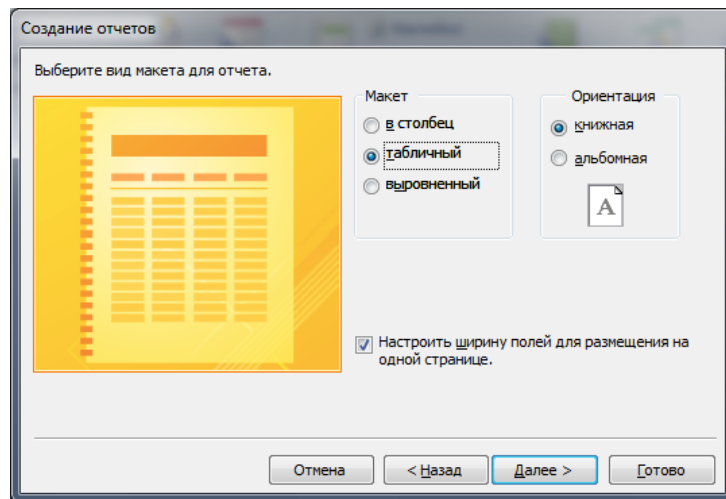 Создание отчетов
Выберите вид макета для отчета.
Макет
в столбец
табличный
выровненный
Ориентация
книжная
альбомная
A
Настроить ширину полей для размещения на
одной странице.
Отмена
< Назад
Далее >
Готово